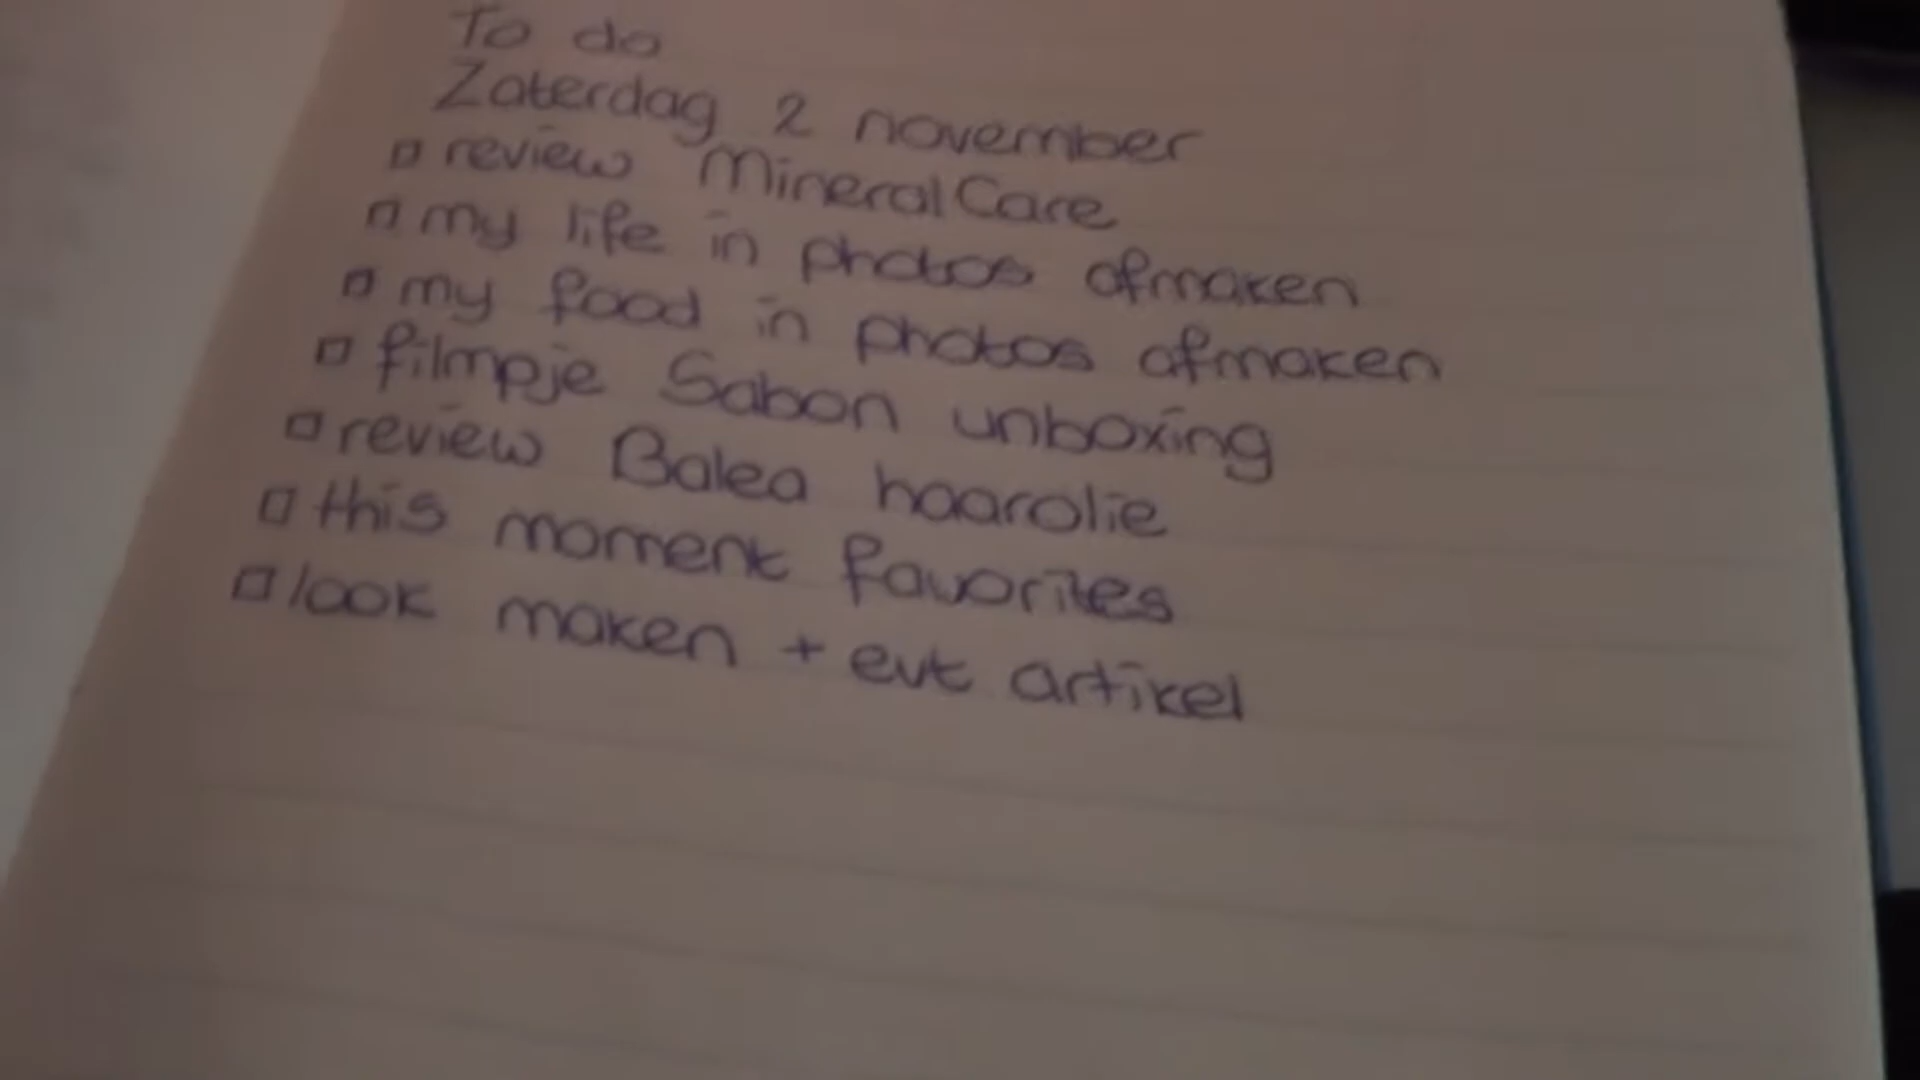 To do
Zaterdag 2 november
review MineralCare
my life in photos afmaken
my food in photos afmaken
filmpje Sabon unboxing
review Balea haarolie
this moment favorites
look maken + evt artikel